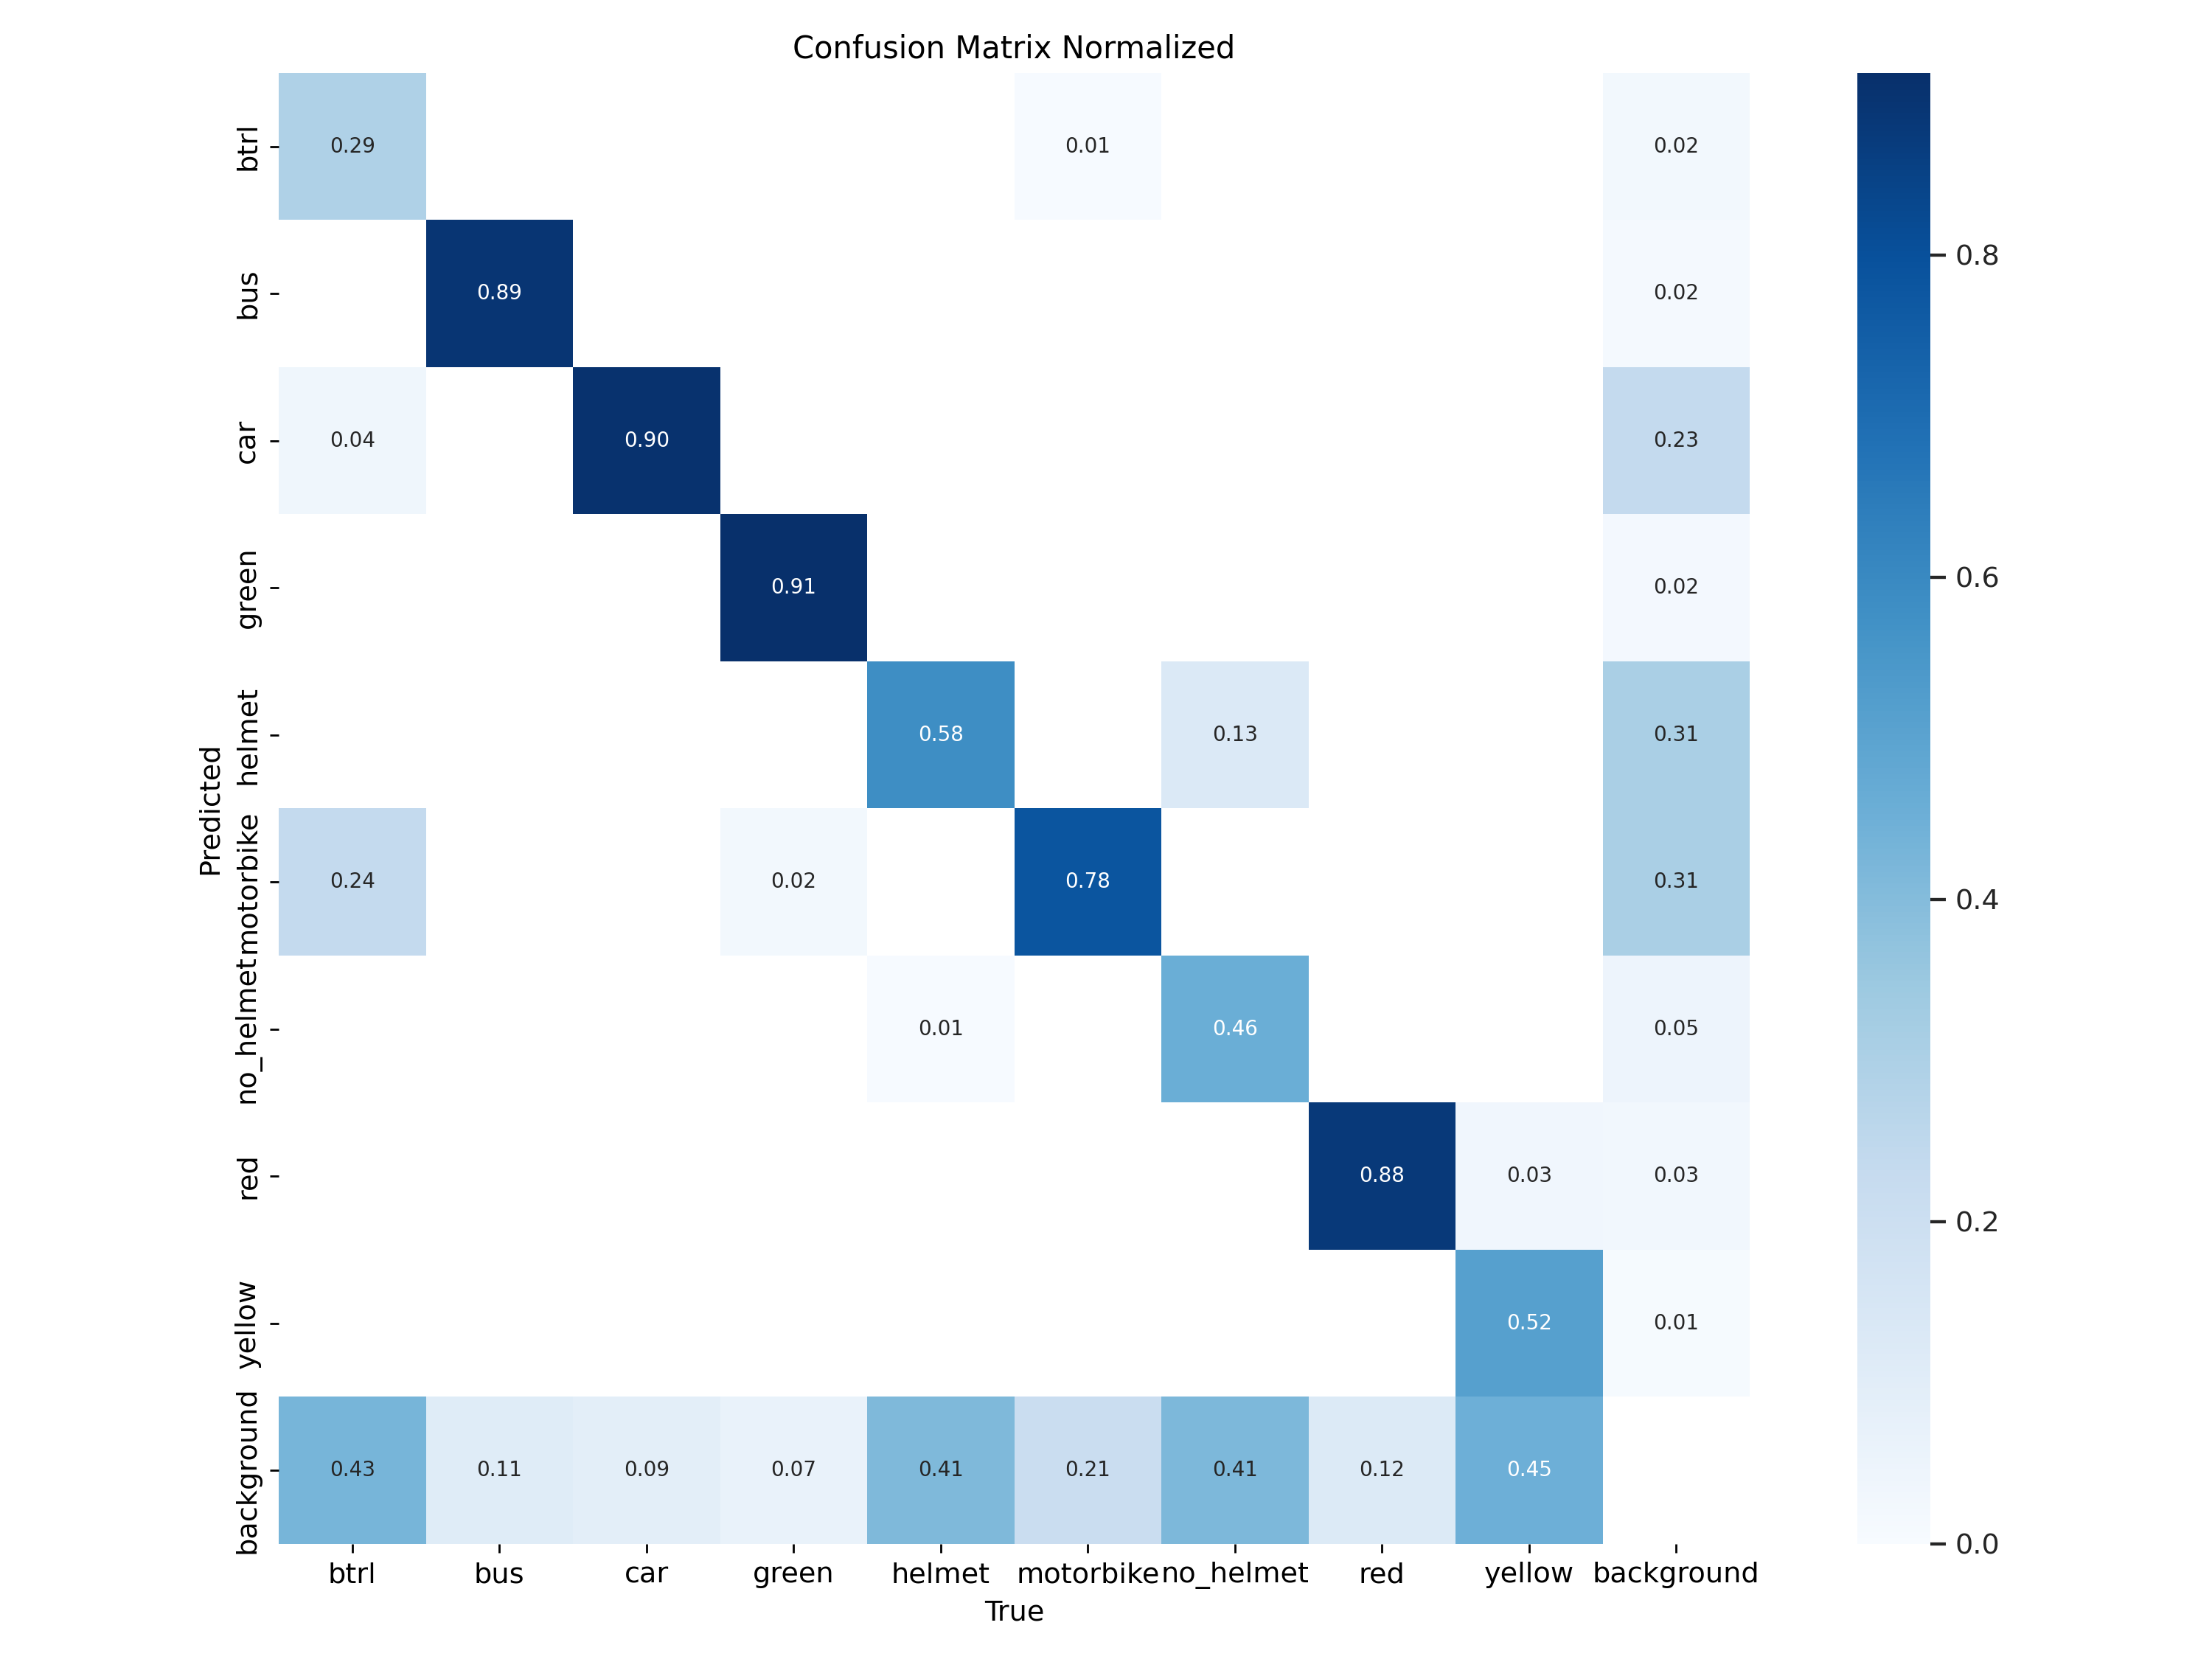 Confusion Matrix Normalized
Predicted
btrl 0.29 0.01 0.02
bus 0.89 0.02
car 0.04 0.90 0.23
green 0.91 0.02
helmet 0.58 0.13 0.31
motorbike 0.24 0.02 0.78 0.31
no_helmet 0.01 0.46 0.05
red 0.88 0.03 0.03
yellow 0.52 0.01
background 0.43 0.11 0.09 0.07 0.41 0.21 0.41 0.12 0.45
btrl bus car green helmet motorbike no_helmet red yellow background
True
0.8
0.6
0.4
0.2
0.0